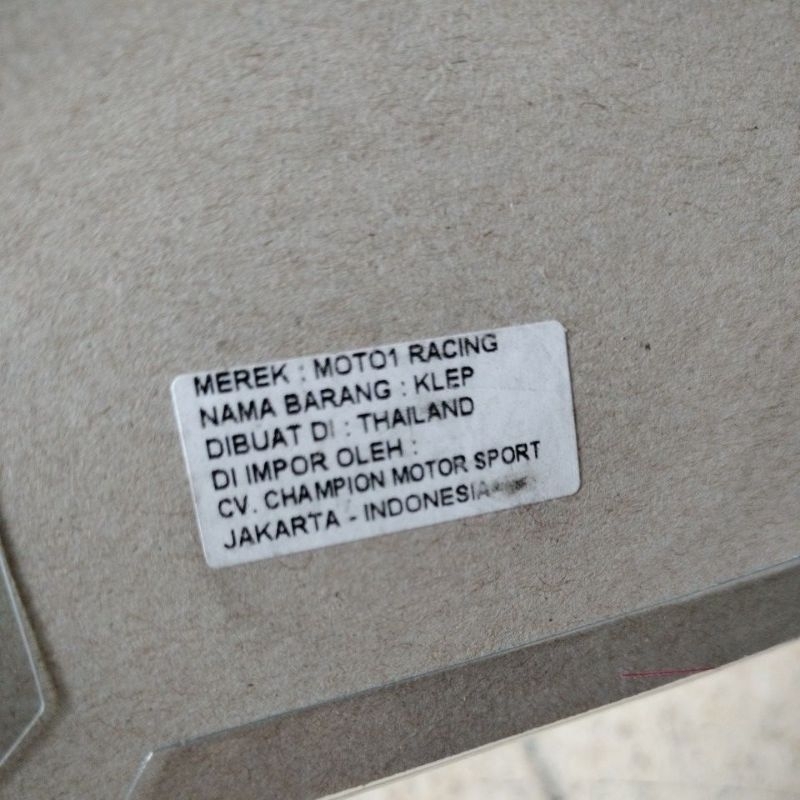 MEREK : MOTO1 RACING
NAMA BARANG : KLEP
DIBUAT DI : THAILAND
DI IMPOR OLEH :
CV. CHAMPION MOTOR SPORT
JAKARTA - INDONESIA